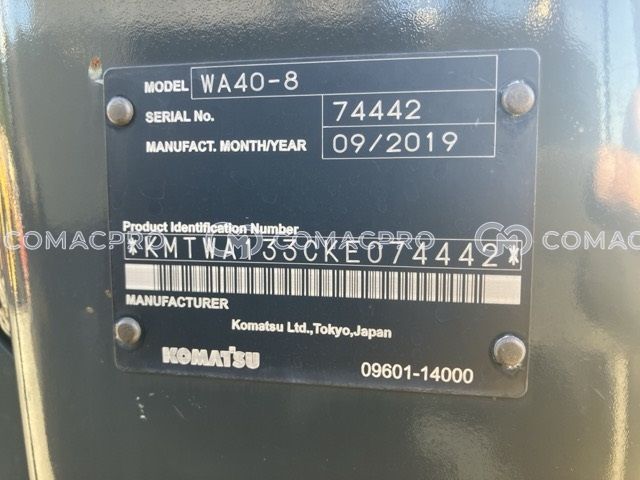 MODEL WA40-8
SERIAL No. 74442
MANUFACT. MONTH/YEAR 09/2019
Product Identification Number
COMACPRO COMACPRO COMACPRO
*KMTWA133CKE074442*
MANUFACTURER
Komatsu Ltd.,Tokyo,Japan
KOMATSU
09601-14000